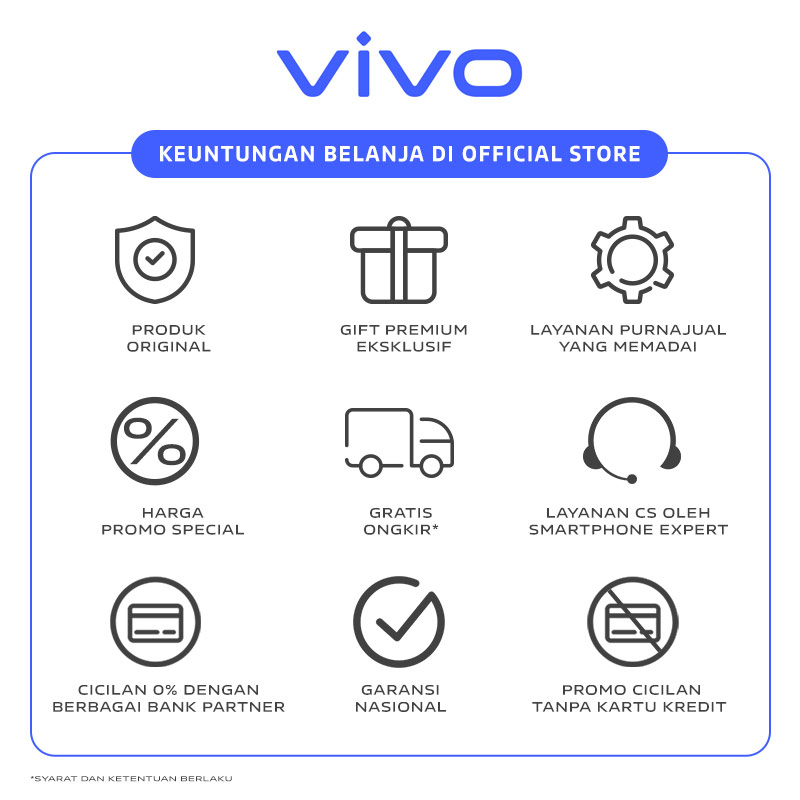 vivo
KEUNTUNGAN BELANJA DI OFFICIAL STORE
PRODUK
ORIGINAL
GIFT PREMIUM
EKSKLUSIF
LAYANAN PURNAJUAL
YANG MEMADAI
HARGA
PROMO SPECIAL
GRATIS
ONGKIR*
LAYANAN CS OLEH
SMARTPHONE EXPERT
CICILAN 0% DENGAN
BERBAGAI BANK PARTNER
GARANSI
NASIONAL
PROMO CICILAN
TANPA KARTU KREDIT
*SYARAT DAN KETENTUAN BERLAKU